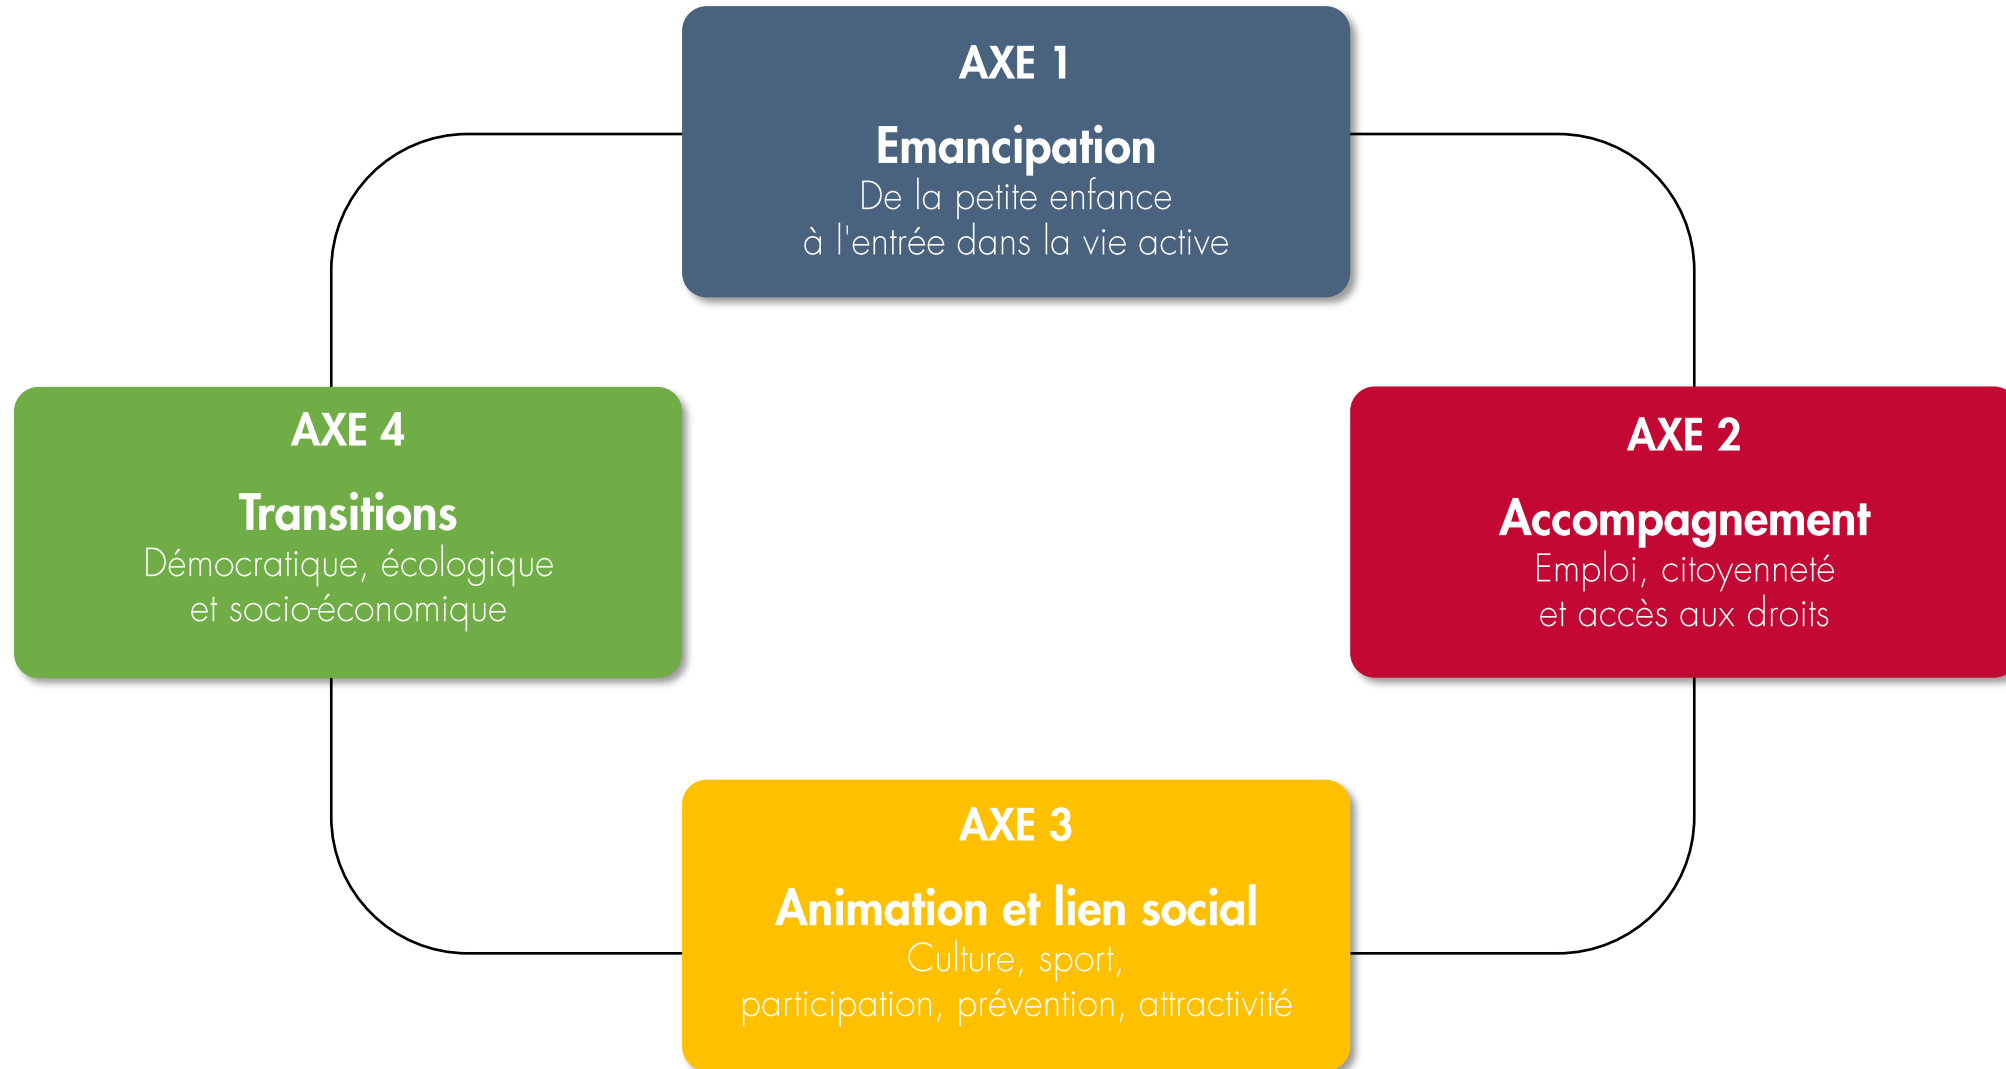 AXE 1
Emancipation
De la petite enfance
à l'entrée dans la vie active
AXE 4
Transitions
Démocratique, écologique
et socio-économique
AXE 2
Accompagnement
Emploi, citoyenneté
et accès aux droits
AXE 3
Animation et lien social
Culture, sport,
participation, prévention, attractivité